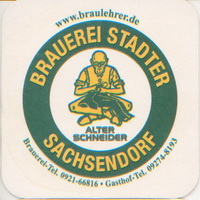 www.braulehrer.de
BRAUEREI STADTER
ALTER
SCHNEIDER
SACHSENDORF
Brauerei-Tel. 0921-66816 • Gasthof-Tel. 09274-8193